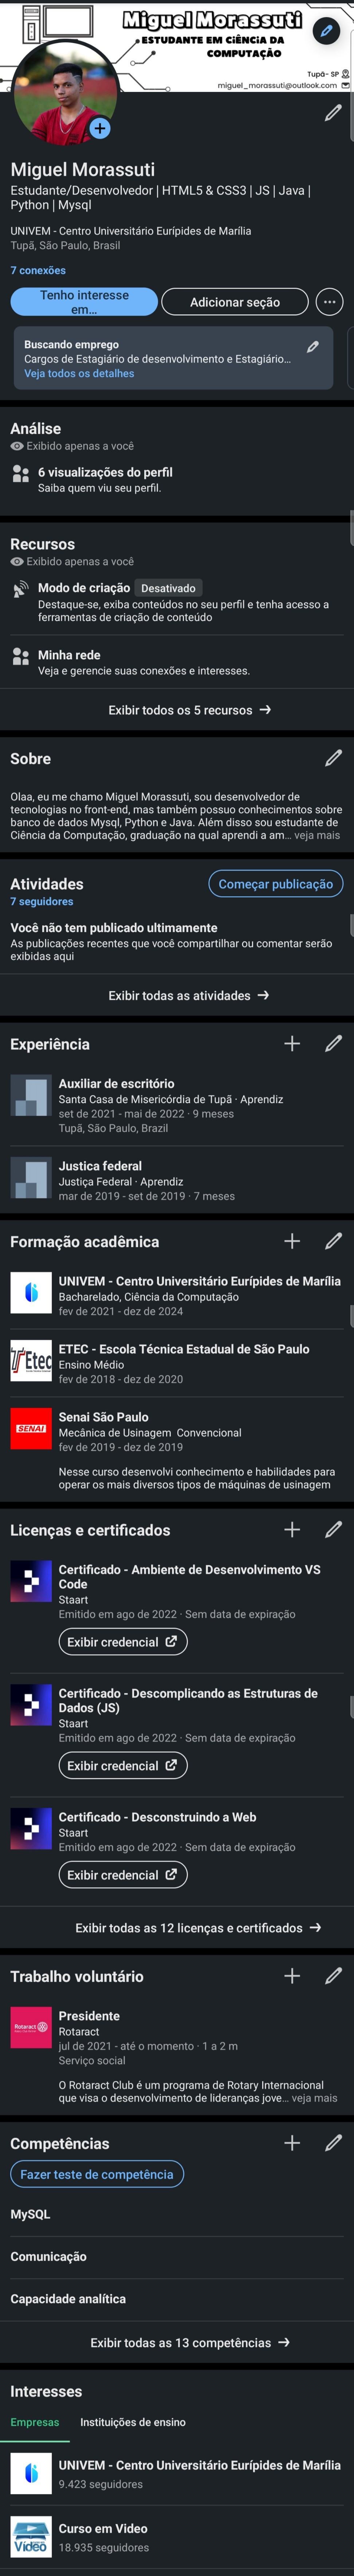 Miguel Morassuti
ESTUDANTE EM CIÊNCIA DA
COMPUTAÇÃO
Tupã- SP
miguel_morassuti@outlook.com
Miguel Morassuti
Estudante/Desenvolvedor | HTML5 & CSS3 | JS | Java |
Python | Mysql
UNIVEM - Centro Universitário Eurípides de Marília
Tupã, São Paulo, Brasil
7 conexões
Tenho interesse
em...
Adicionar seção
Buscando emprego
Cargos de Estagiário de desenvolvimento e Estagiário...
Veja todos os detalhes
Análise
Exibido apenas a você
6 visualizações do perfil
Saiba quem viu seu perfil.
Recursos
Exibido apenas a você
Modo de criação Desativado
Destaque-se, exiba conteúdos no seu perfil e tenha acesso a
ferramentas de criação de conteúdo
Minha rede
Veja e gerencie suas conexões e interesses.
Exibir todos os 5 recursos →
Sobre
Olaa, eu me chamo Miguel Morassuti, sou desenvolvedor de
tecnologias no front-end, mas também possuo conhecimentos sobre
banco de dados Mysql, Python e Java. Além disso sou estudante de
Ciência da Computação, graduação na qual aprendi a am... veja mais
Atividades
Começar publicação
7 seguidores
Você não tem publicado ultimamente
As publicações recentes que você compartilhar ou comentar serão
exibidas aqui
Exibir todas as atividades →
Experiência
Auxiliar de escritório
Santa Casa de Misericórdia de Tupã · Aprendiz
set de 2021 - mai de 2022 · 9 meses
Tupã, São Paulo, Brazil
Justica federal
Justiça Federal · Aprendiz
mar de 2019 - set de 2019 · 7 meses
Formação acadêmica
UNIVEM - Centro Universitário Eurípides de Marília
Bacharelado, Ciência da Computação
fev de 2021 - dez de 2024
Etec
ETEC - Escola Técnica Estadual de São Paulo
Ensino Médio
fev de 2018 - dez de 2020
SENAI
Senai São Paulo
Mecânica de Usinagem Convencional
fev de 2019 - dez de 2019
Nesse curso desenvolvi conhecimento e habilidades para
operar os mais diversos tipos de máquinas de usinagem
Licenças e certificados
Certificado - Ambiente de Desenvolvimento VS
Code
Staart
Emitido em ago de 2022 · Sem data de expiração
Exibir credencial
Certificado - Descomplicando as Estruturas de
Dados (JS)
Staart
Emitido em ago de 2022 · Sem data de expiração
Exibir credencial
Certificado - Desconstruindo a Web
Staart
Emitido em ago de 2022 · Sem data de expiração
Exibir credencial
Exibir todas as 12 licenças e certificados →
Trabalho voluntário
Rotaract
Presidente
Rotaract
jul de 2021 - até o momento · 1 a 2 m
Serviço social
O Rotaract Club é um programa de Rotary Internacional
que visa o desenvolvimento de lideranças jove... veja mais
Competências
Fazer teste de competência
MySQL
Comunicação
Capacidade analítica
Exibir todas as 13 competências →
Interesses
Empresas
Instituições de ensino
UNIVEM - Centro Universitário Eurípides de Marília
9.423 seguidores
Vídeo
Curso em Video
18.935 seguidores